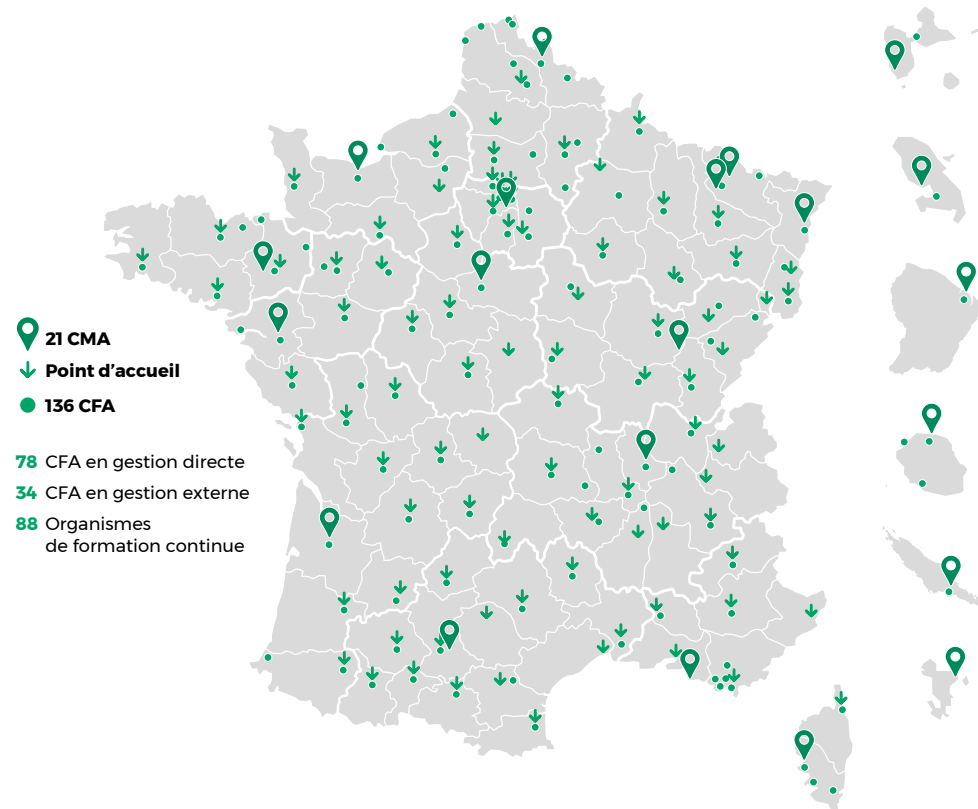 21 CMA
Point d'accueil
136 CFA
78 CFA en gestion directe
34 CFA en gestion externe
88 Organismes
de formation continue